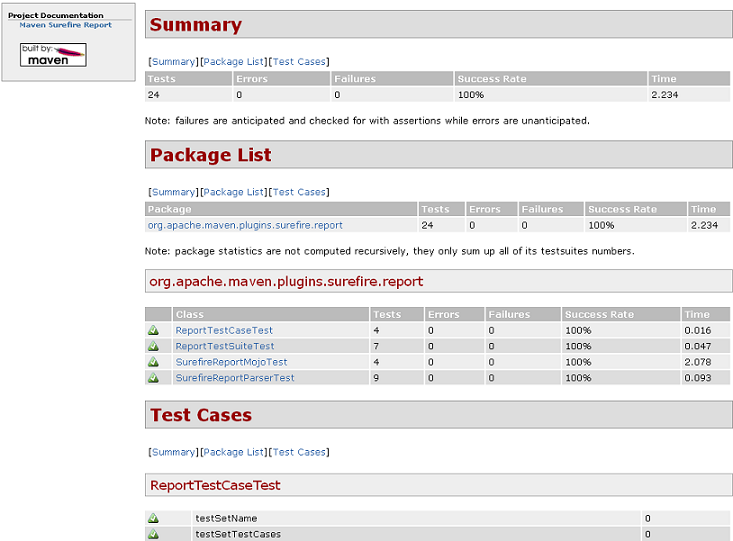 Project Documentation
Maven Surefire Report
built by:
maven
Summary
[Summary][Package List][Test Cases]
Tests Errors Failures Success Rate Time
24 0 0 100% 2.234
Note: failures are anticipated and checked for with assertions while errors are unanticipated.
Package List
[Summary][Package List][Test Cases]
Package Tests Errors Failures Success Rate Time
org.apache.maven.plugins.surefire.report 24 0 0 100% 2.234
Note: package statistics are not computed recursively, they only sum up all of its testsuites numbers.
org.apache.maven.plugins.surefire.report
Class Tests Errors Failures Success Rate Time
ReportTestCaseTest 4 0 0 100% 0.016
ReportTestSuiteTest 7 0 0 100% 0.047
SurefireReportMojoTest 4 0 0 100% 2.078
SurefireReportParserTest 9 0 0 100% 0.093
Test Cases
[Summary][Package List][Test Cases]
ReportTestCaseTest
testSetName 0
testSetTestCases 0